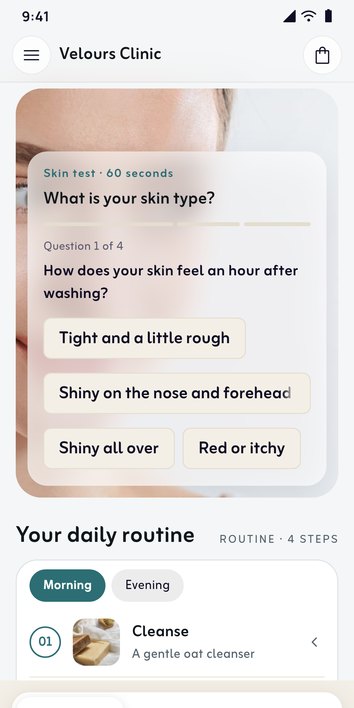 9:41
Velours Clinic
Skin test · 60 seconds
What is your skin type?
Question 1 of 4
How does your skin feel an hour after
washing?
Tight and a little rough
Shiny on the nose and forehead
Shiny all over
Red or itchy
Your daily routine
ROUTINE · 4 STEPS
Morning
Evening
01
Cleanse
A gentle oat cleanser